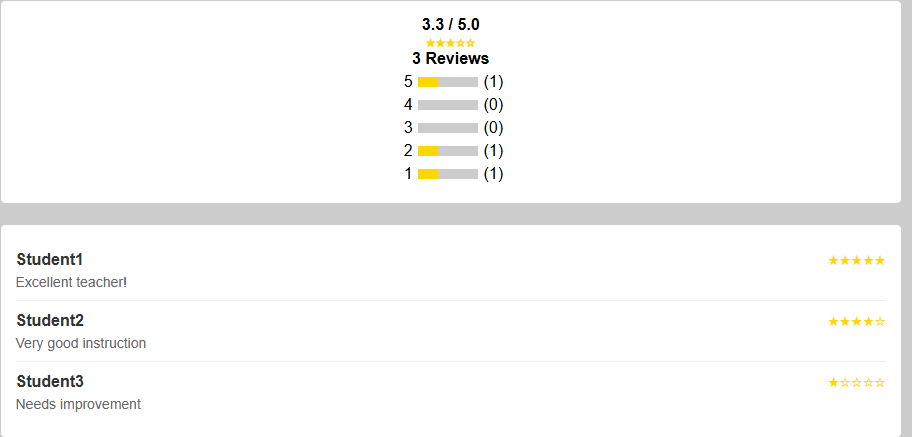 3.3 / 5.0
★★★☆☆
3 Reviews
5 (1)
4 (0)
3 (0)
2 (1)
1 (1)
Student1 ★★★★★
Excellent teacher!
Student2 ★★★★☆
Very good instruction
Student3 ★☆☆☆☆
Needs improvement